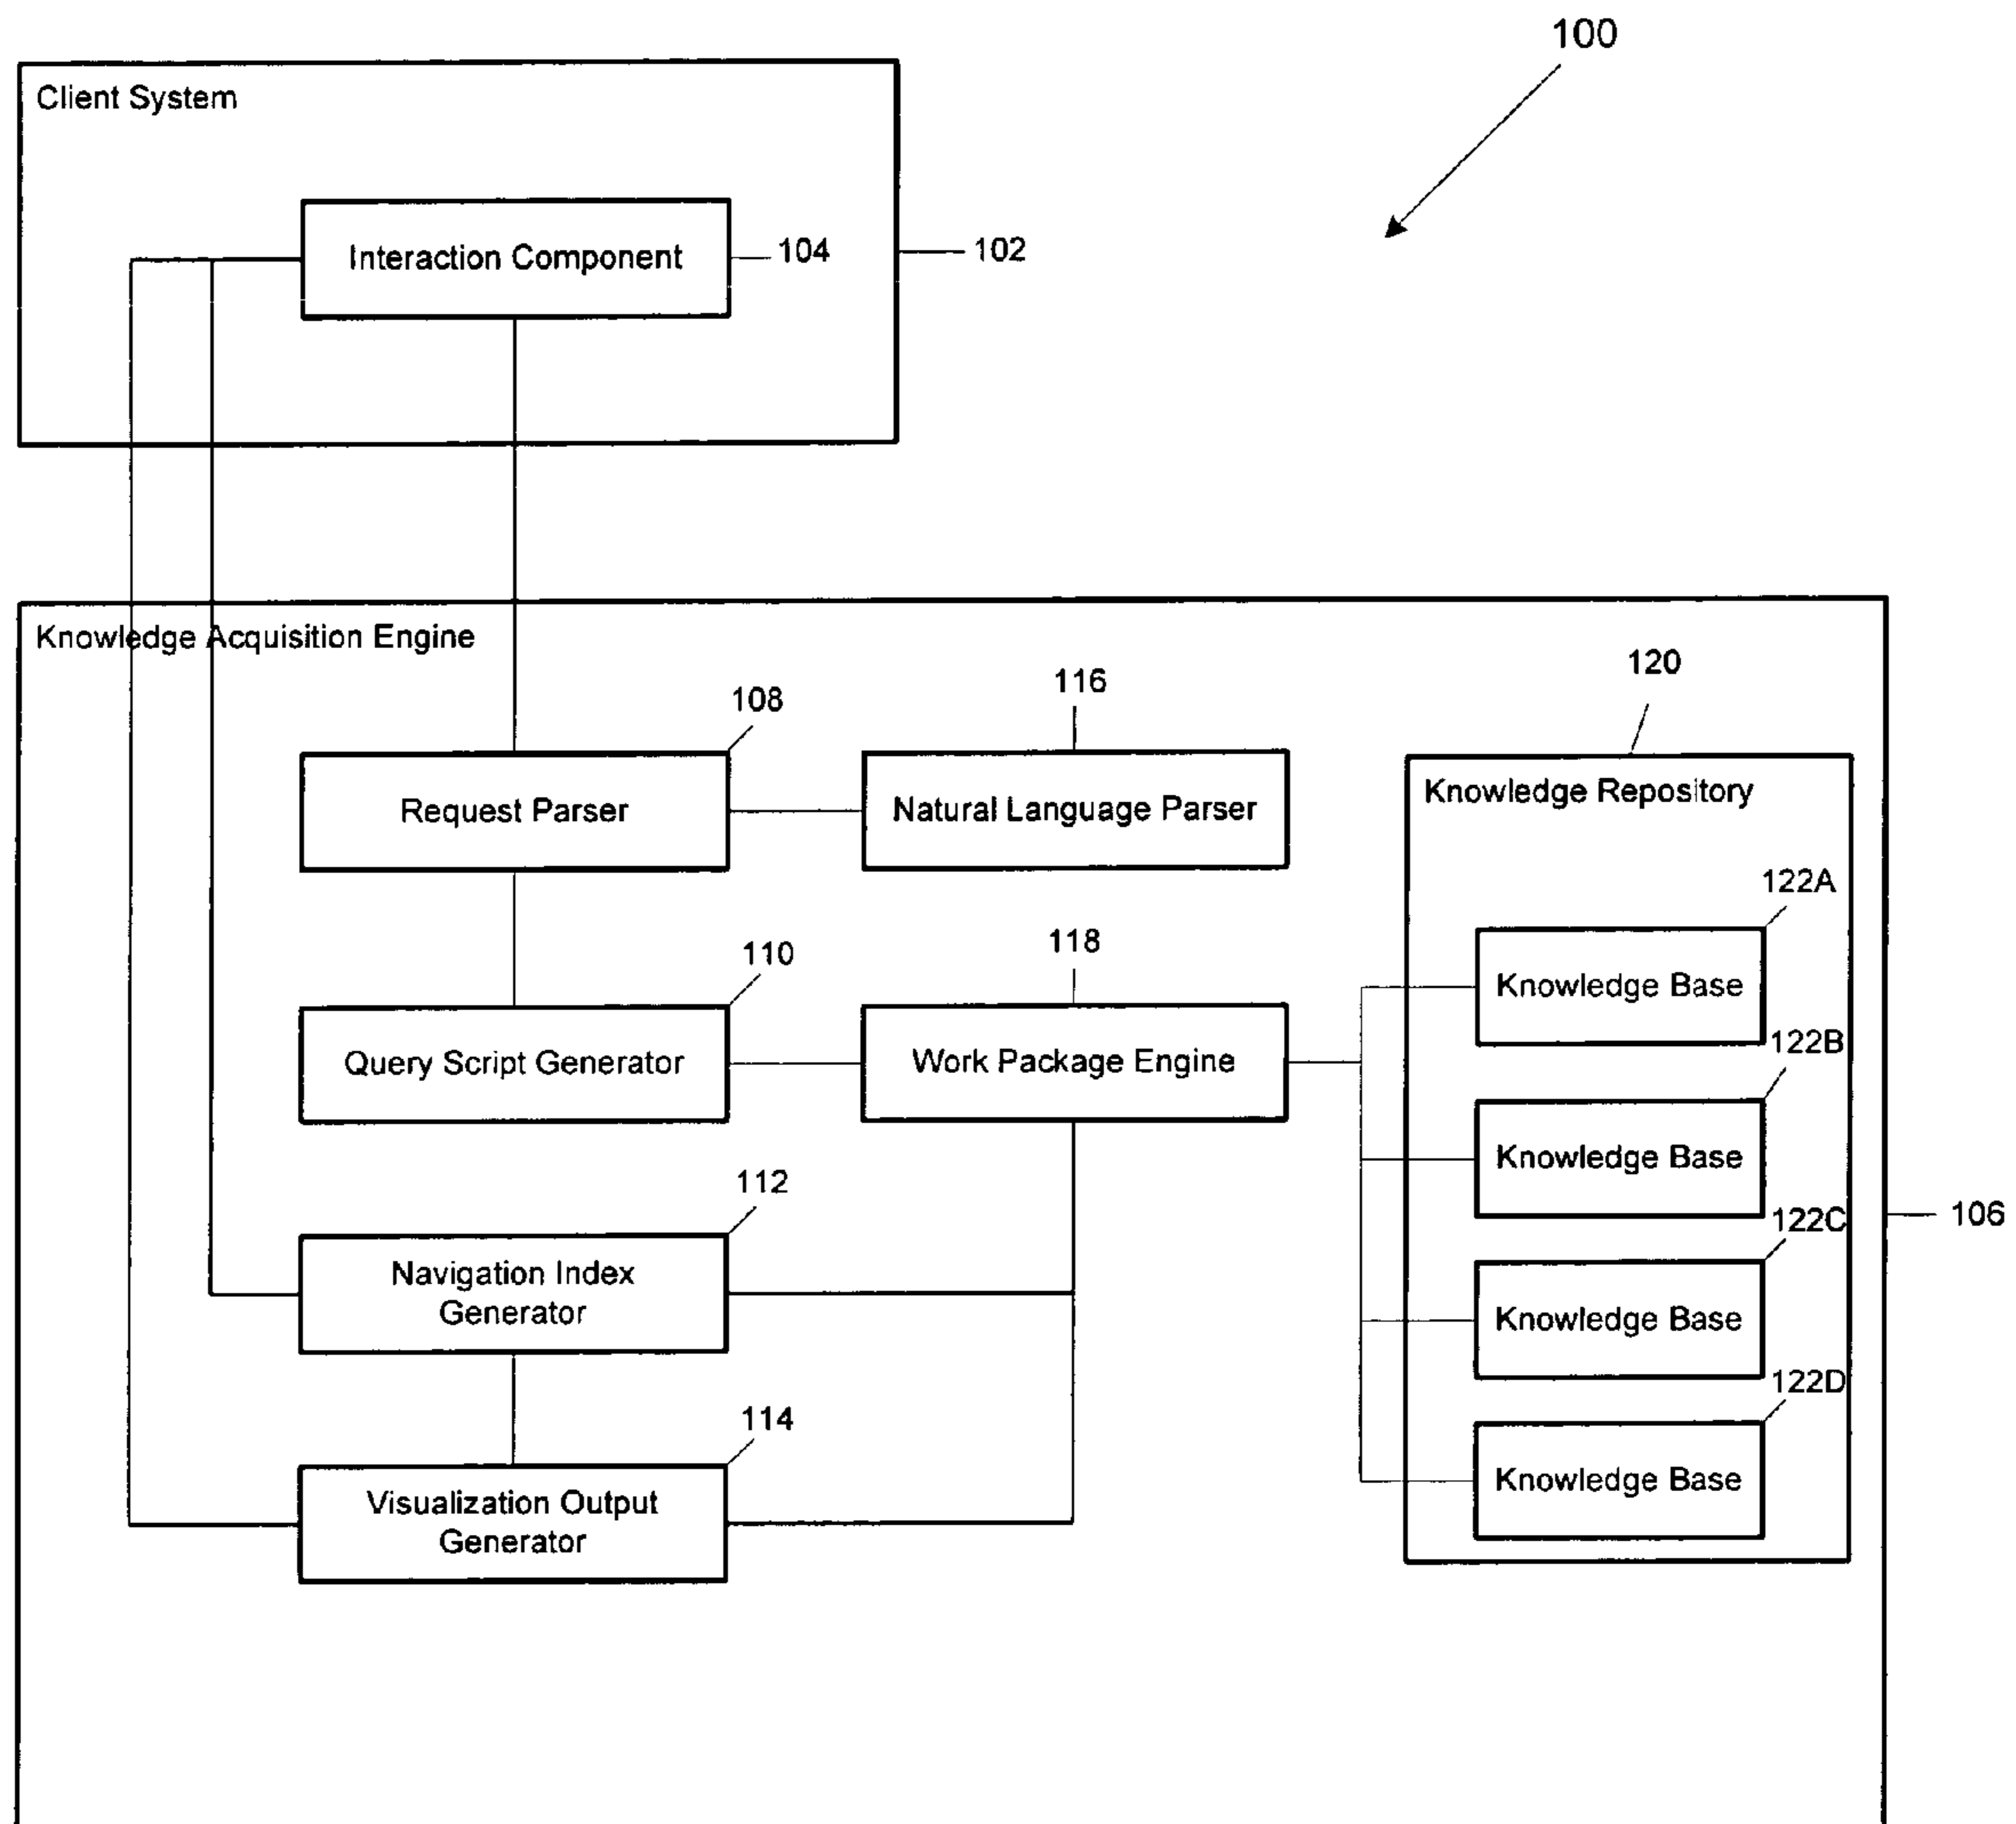 100
Client System
Interaction Component
104
102
Knowledge Acquisition Engine
108
116
120
Request Parser
Natural Language Parser
Knowledge Repository
122A
110
118
Knowledge Base
122B
Query Script Generator
Work Package Engine
Knowledge Base
112
122C
106
Navigation Index
Generator
Knowledge Base
122D
114
Visualization Output
Generator
Knowledge Base